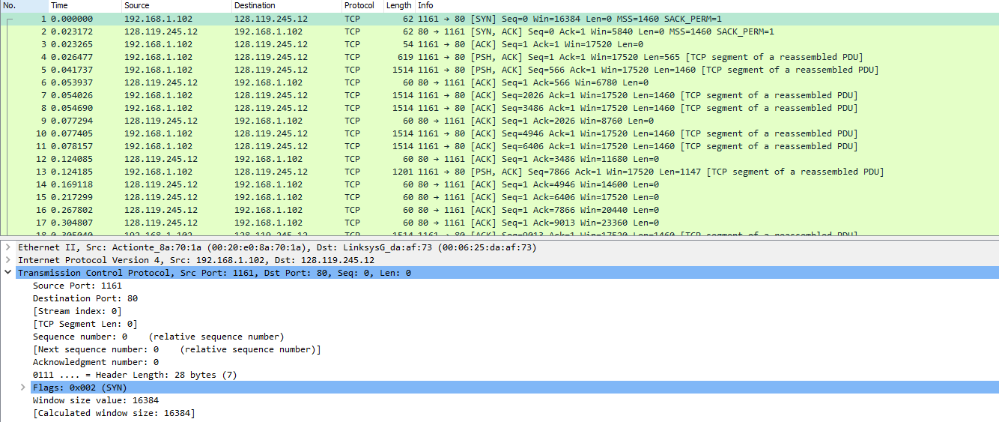 No. Time Source Destination Protocol Length Info
1 0.000000 192.168.1.102 128.119.245.12 TCP 62 1161 → 80 [SYN] Seq=0 Win=16384 Len=0 MSS=1460 SACK_PERM=1
2 0.023172 128.119.245.12 192.168.1.102 TCP 62 80 → 1161 [SYN, ACK] Seq=0 Ack=1 Win=5840 Len=0 MSS=1460 SACK_PERM=1
3 0.023265 192.168.1.102 128.119.245.12 TCP 54 1161 → 80 [ACK] Seq=1 Ack=1 Win=17520 Len=0
4 0.026477 192.168.1.102 128.119.245.12 TCP 619 1161 → 80 [PSH, ACK] Seq=1 Ack=1 Win=17520 Len=565 [TCP segment of a reassembled PDU]
5 0.041737 192.168.1.102 128.119.245.12 TCP 1514 1161 → 80 [PSH, ACK] Seq=566 Ack=1 Win=17520 Len=1460 [TCP segment of a reassembled PDU]
6 0.053937 128.119.245.12 192.168.1.102 TCP 60 80 → 1161 [ACK] Seq=1 Ack=566 Win=6780 Len=0
7 0.054026 192.168.1.102 128.119.245.12 TCP 1514 1161 → 80 [ACK] Seq=2026 Ack=1 Win=17520 Len=1460 [TCP segment of a reassembled PDU]
8 0.054690 192.168.1.102 128.119.245.12 TCP 1514 1161 → 80 [ACK] Seq=3486 Ack=1 Win=17520 Len=1460 [TCP segment of a reassembled PDU]
9 0.077294 128.119.245.12 192.168.1.102 TCP 60 80 → 1161 [ACK] Seq=1 Ack=2026 Win=8760 Len=0
10 0.077405 192.168.1.102 128.119.245.12 TCP 1514 1161 → 80 [ACK] Seq=4946 Ack=1 Win=17520 Len=1460 [TCP segment of a reassembled PDU]
11 0.078157 192.168.1.102 128.119.245.12 TCP 1514 1161 → 80 [ACK] Seq=6406 Ack=1 Win=17520 Len=1460 [TCP segment of a reassembled PDU]
12 0.124085 128.119.245.12 192.168.1.102 TCP 60 80 → 1161 [ACK] Seq=1 Ack=3486 Win=11680 Len=0
13 0.124185 192.168.1.102 128.119.245.12 TCP 1201 1161 → 80 [PSH, ACK] Seq=7866 Ack=1 Win=17520 Len=1147 [TCP segment of a reassembled PDU]
14 0.169118 128.119.245.12 192.168.1.102 TCP 60 80 → 1161 [ACK] Seq=1 Ack=4946 Win=14600 Len=0
15 0.217299 128.119.245.12 192.168.1.102 TCP 60 80 → 1161 [ACK] Seq=1 Ack=6406 Win=17520 Len=0
16 0.267802 128.119.245.12 192.168.1.102 TCP 60 80 → 1161 [ACK] Seq=1 Ack=7866 Win=20440 Len=0
17 0.304807 128.119.245.12 192.168.1.102 TCP 60 80 → 1161 [ACK] Seq=1 Ack=9013 Win=23360 Len=0
Ethernet II, Src: Actionte_8a:70:1a (00:20:e0:8a:70:1a), Dst: LinksysG_da:af:73 (00:06:25:da:af:73)
Internet Protocol Version 4, Src: 192.168.1.102, Dst: 128.119.245.12
Transmission Control Protocol, Src Port: 1161, Dst Port: 80, Seq: 0, Len: 0
Source Port: 1161
Destination Port: 80
[Stream index: 0]
[TCP Segment Len: 0]
Sequence number: 0 (relative sequence number)
[Next sequence number: 0 (relative sequence number)]
Acknowledgment number: 0
0111 .... = Header Length: 28 bytes (7)
Flags: 0x002 (SYN)
Window size value: 16384
[Calculated window size: 16384]